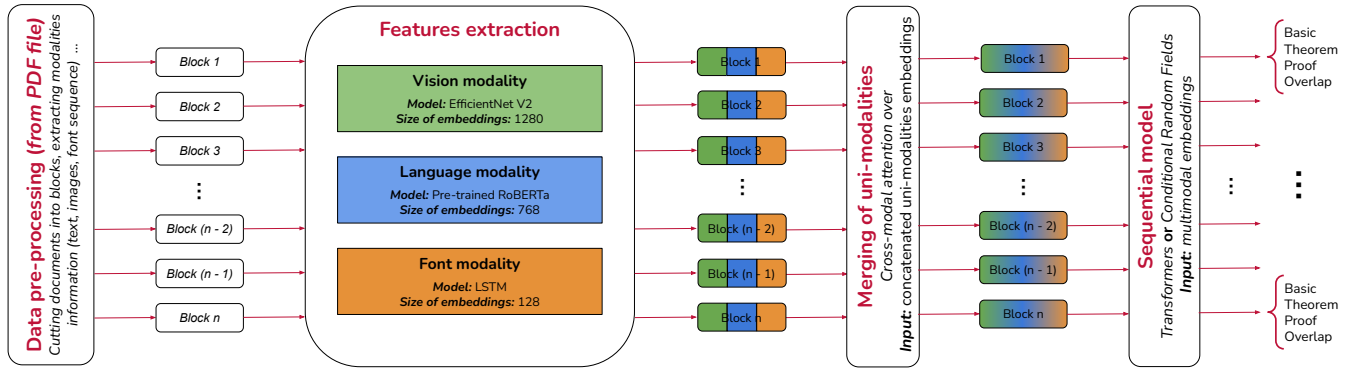 Data pre-processing (from PDF file)
Cutting documents into blocks, extracting modalities
information (text, images, font sequence) ...
Block 1
Block 2
Block 3
...
Block (n - 2)
Block (n - 1)
Block n
Features extraction
Vision modality
Model: EfficientNet V2
Size of embeddings: 1280
Language modality
Model: Pre-trained RoBERTa
Size of embeddings: 768
Font modality
Model: LSTM
Size of embeddings: 128
Block 1
Block 2
Block 3
...
Block (n - 2)
Block (n - 1)
Block n
Merging of uni-modalities
Cross-modal attention over
Input: concatenated uni-modalities embeddings
Block 1
Block 2
Block 3
...
Block (n - 2)
Block (n - 1)
Block n
Sequential model
Transformers or Conditional Random Fields
Input: multimodal embeddings
...
Basic
Theorem
Proof
Overlap
...
Basic
Theorem
Proof
Overlap